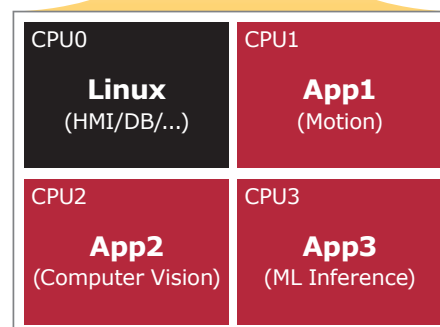 CPU0
Linux
(HMI/DB/...)
CPU1
App1
(Motion)
CPU2
App2
(Computer Vision)
CPU3
App3
(ML Inference)